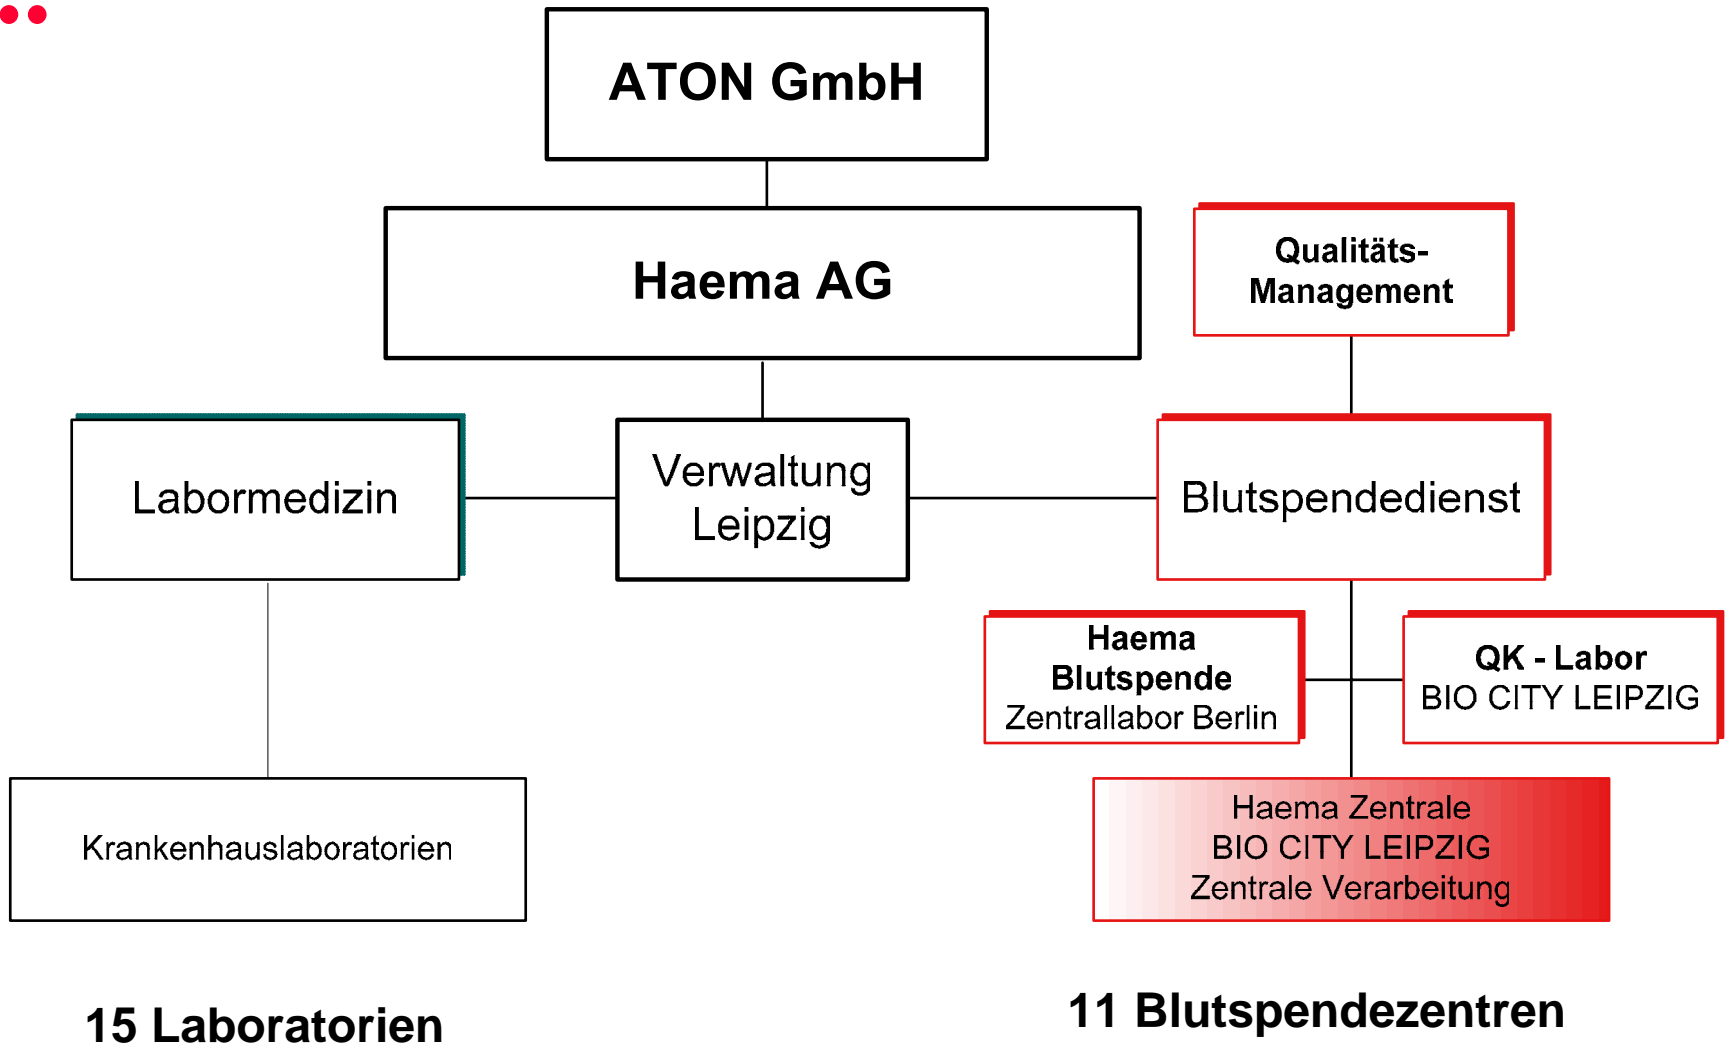 ATON GmbH
Haema AG
Qualitäts-
Management
Labormedizin
Verwaltung
Leipzig
Blutspendedienst
Haema
Blutspende
Zentrallabor Berlin
QK - Labor
BIO CITY LEIPZIG
Krankenhauslaboratorien
Haema Zentrale
BIO CITY LEIPZIG
Zentrale Verarbeitung
15 Laboratorien
11 Blutspendezentren